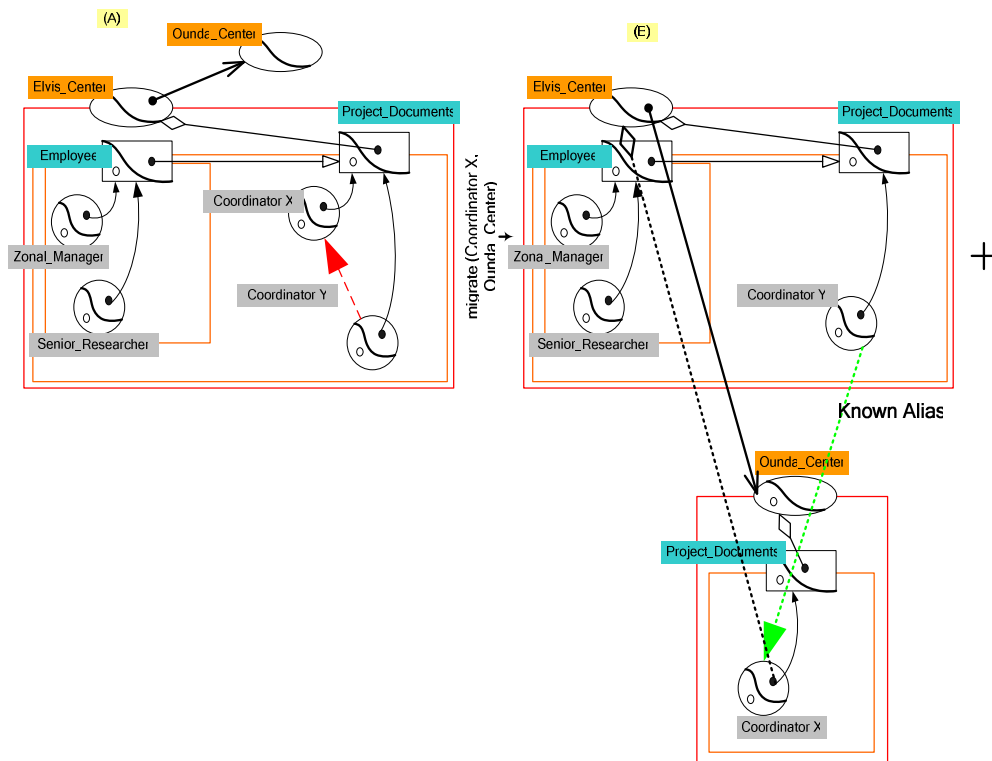 (A)
Ounda_Center
Elvis_Center
Project_Documents
Employee
Coordinator X
Zonal_Manager
Coordinator Y
Senior_Researcher
migrate (Coordinator X,
Ounda_Center)
→
(E)
Elvis_Center
Project_Documents
Employee
Zonal_Manager
Coordinator Y
Senior_Researcher
+
Known Alias
Ounda_Center
Project_Documents
Coordinator X